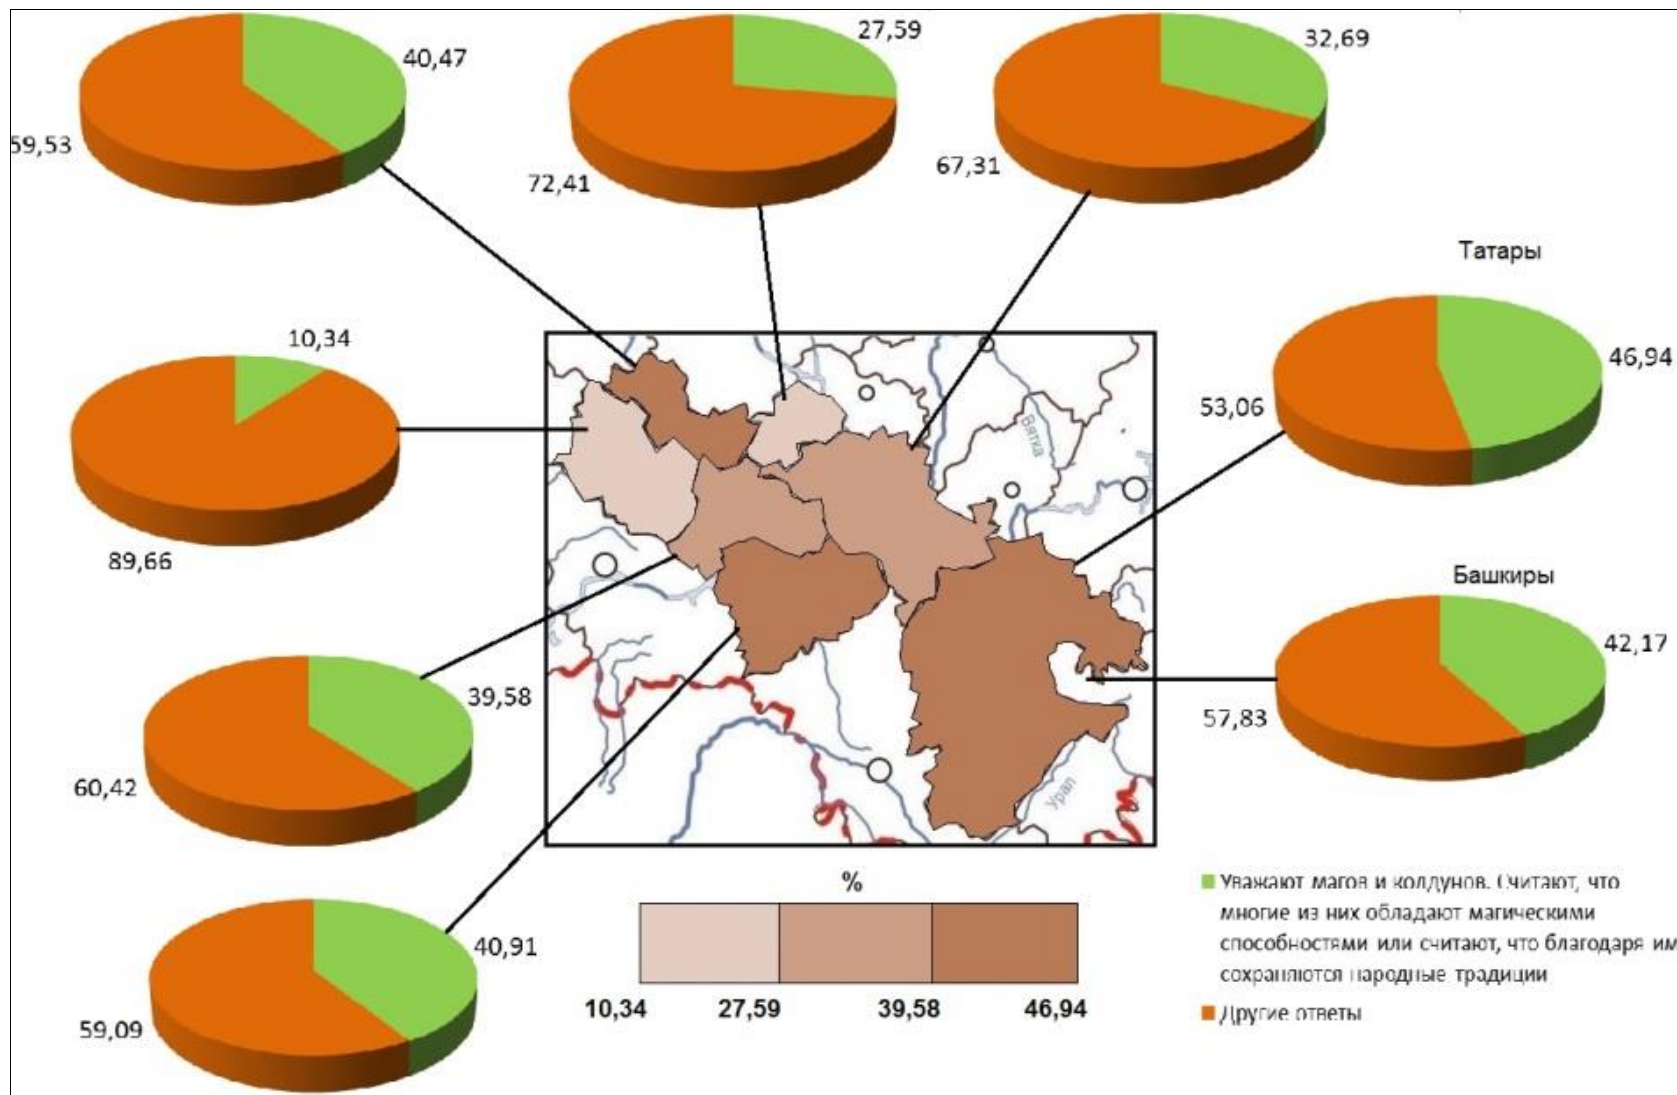 40,47
59,53
27,59
72,41
32,69
67,31
Татары
46,94
53,06
10,34
89,66
Вятка
Башкиры
42,17
57,83
39,58
60,42
Урал
40,91
59,09
%
10,34 27,59 39,58 46,94
Уважают магов и колдунов. Считают, что
многие из них обладают магическими
способностями или считают, что благодаря им
сохраняются народные традиции
Другие ответы